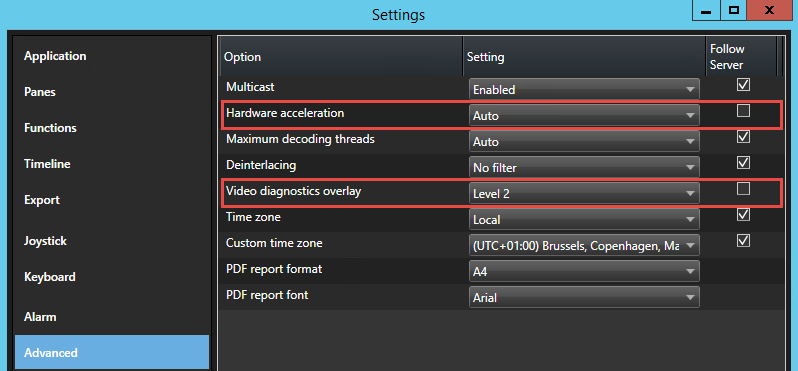 Settings
Application
Panes
Functions
Timeline
Export
Joystick
Keyboard
Alarm
Advanced
Option Setting Follow
Server
Multicast Enabled
Hardware acceleration Auto
Maximum decoding threads Auto
Deinterlacing No filter
Video diagnostics overlay Level 2
Time zone Local
Custom time zone (UTC+01:00) Brussels, Copenhagen, Ma
PDF report format A4
PDF report font Arial